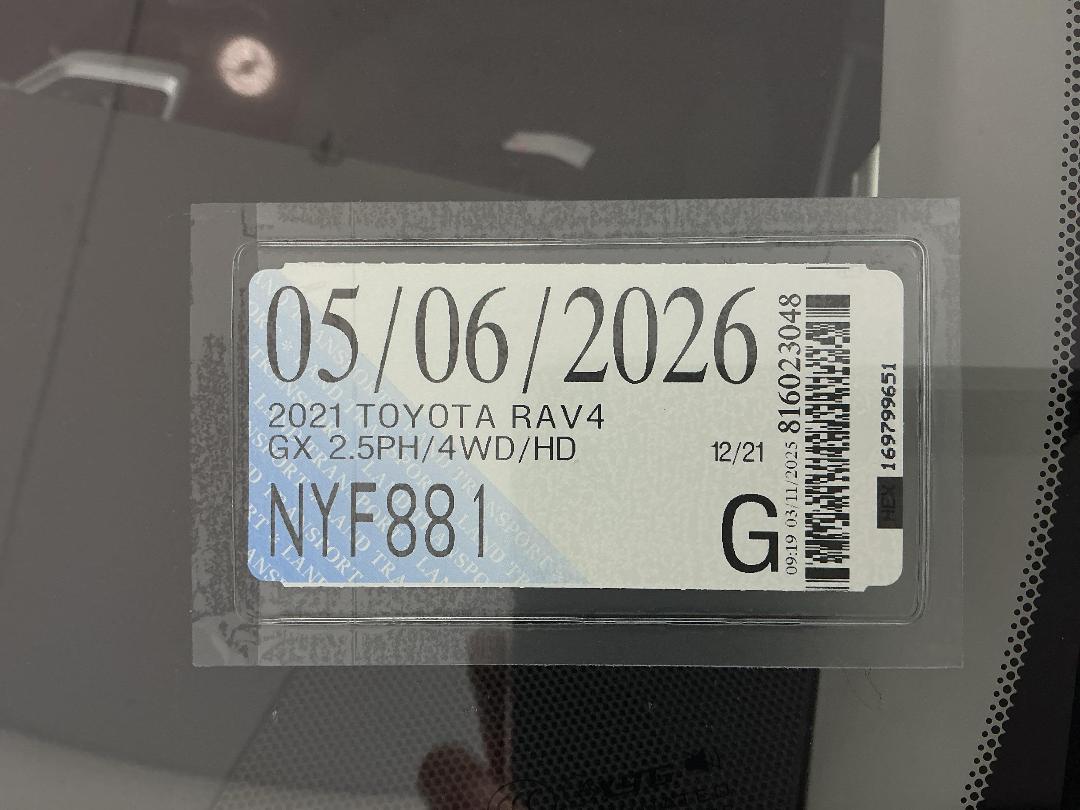 05/06/2026
2021 TOYOTA RAV4
GX 2.5PH/4WD/HD
12/21
NYF881
G
09:19 03/11/2025 816023048
HEX 169799651